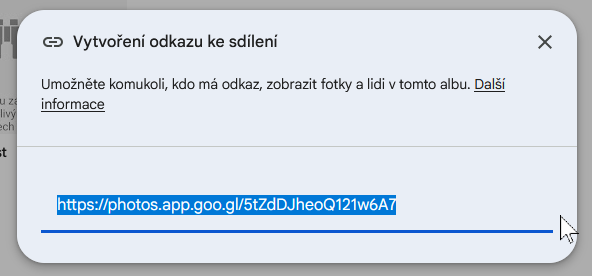 Vytvoření odkazu ke sdílení
Umožněte komukoli, kdo má odkaz, zobrazit fotky a lidi v tomto albu. Další
informace
https://photos.app.goo.gl/5tZdDJheoQ121w6A7